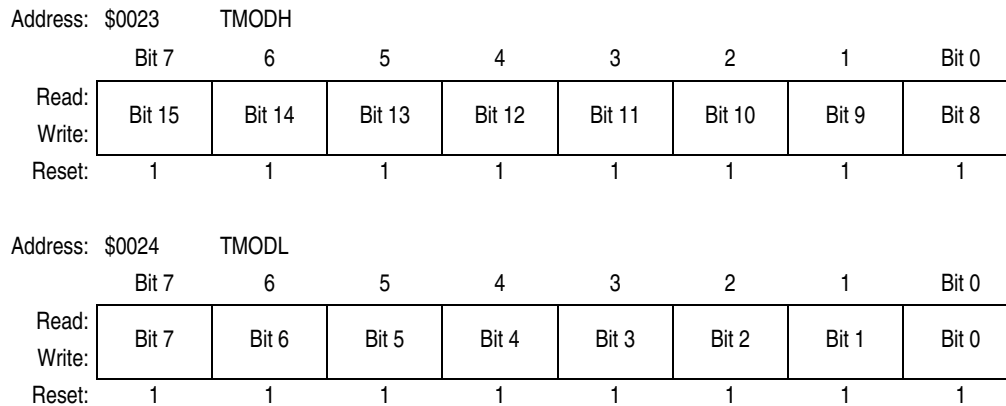 Address: $0023 TMODH
Bit 7 6 5 4 3 2 1 Bit 0
Read:
Bit 15 Bit 14 Bit 13 Bit 12 Bit 11 Bit 10 Bit 9 Bit 8
Write:
Reset: 1 1 1 1 1 1 1 1
Address: $0024 TMODL
Bit 7 6 5 4 3 2 1 Bit 0
Read:
Bit 7 Bit 6 Bit 5 Bit 4 Bit 3 Bit 2 Bit 1 Bit 0
Write:
Reset: 1 1 1 1 1 1 1 1